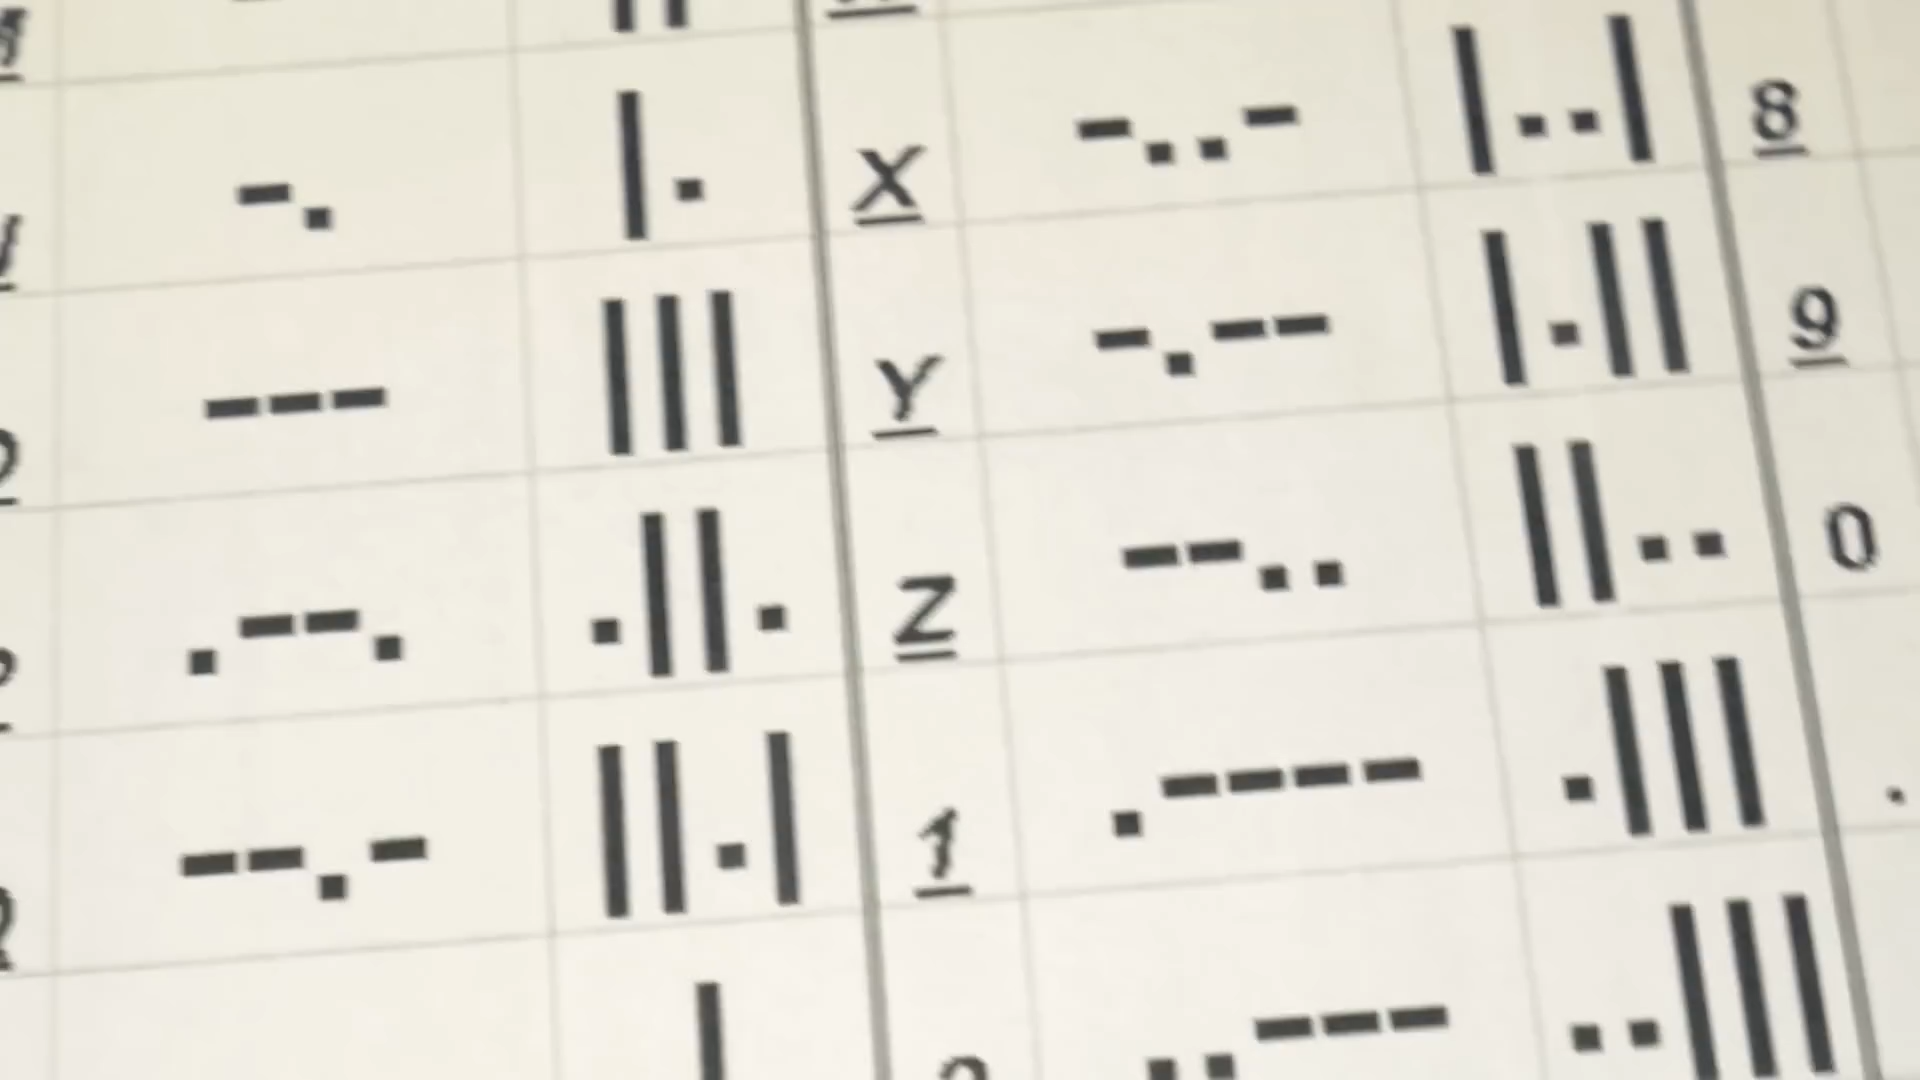 -. |. X -..- |..| 8
--- ||| Y -.-- |.|| 9
.--. .||. Z --.. ||.. 0
--.- ||.| 1 .---- .|||
..--- ..|||